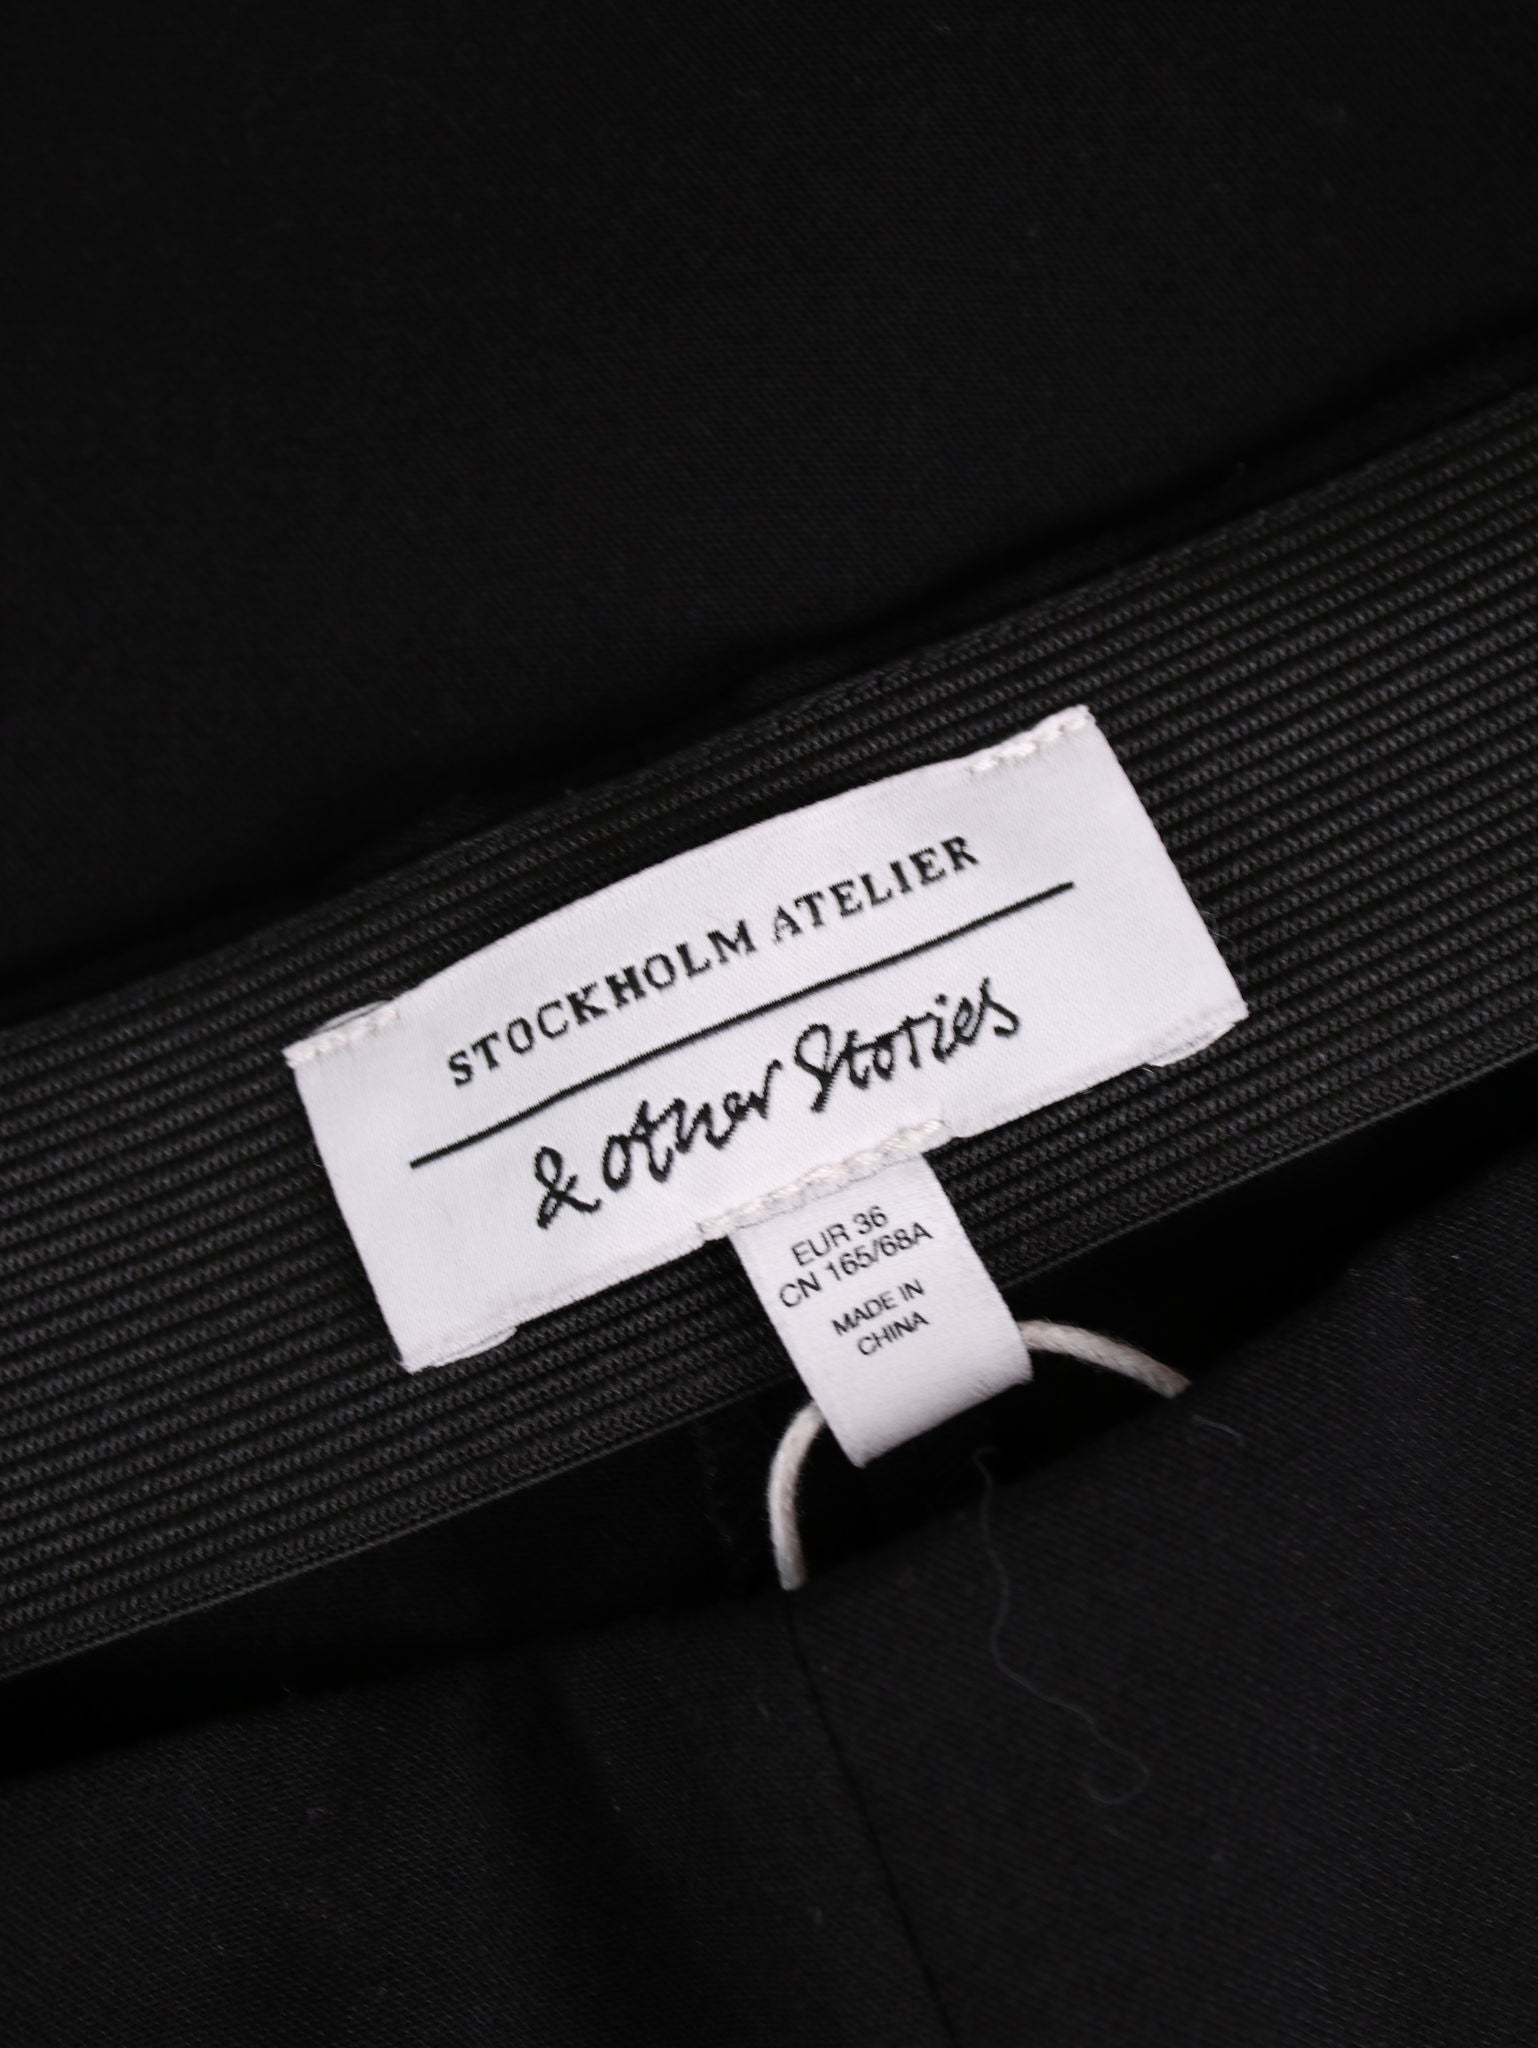 STOCKHOLM ATELIER
& Other Stories
EUR 36
CN 165/68A
MADE IN
CHINA